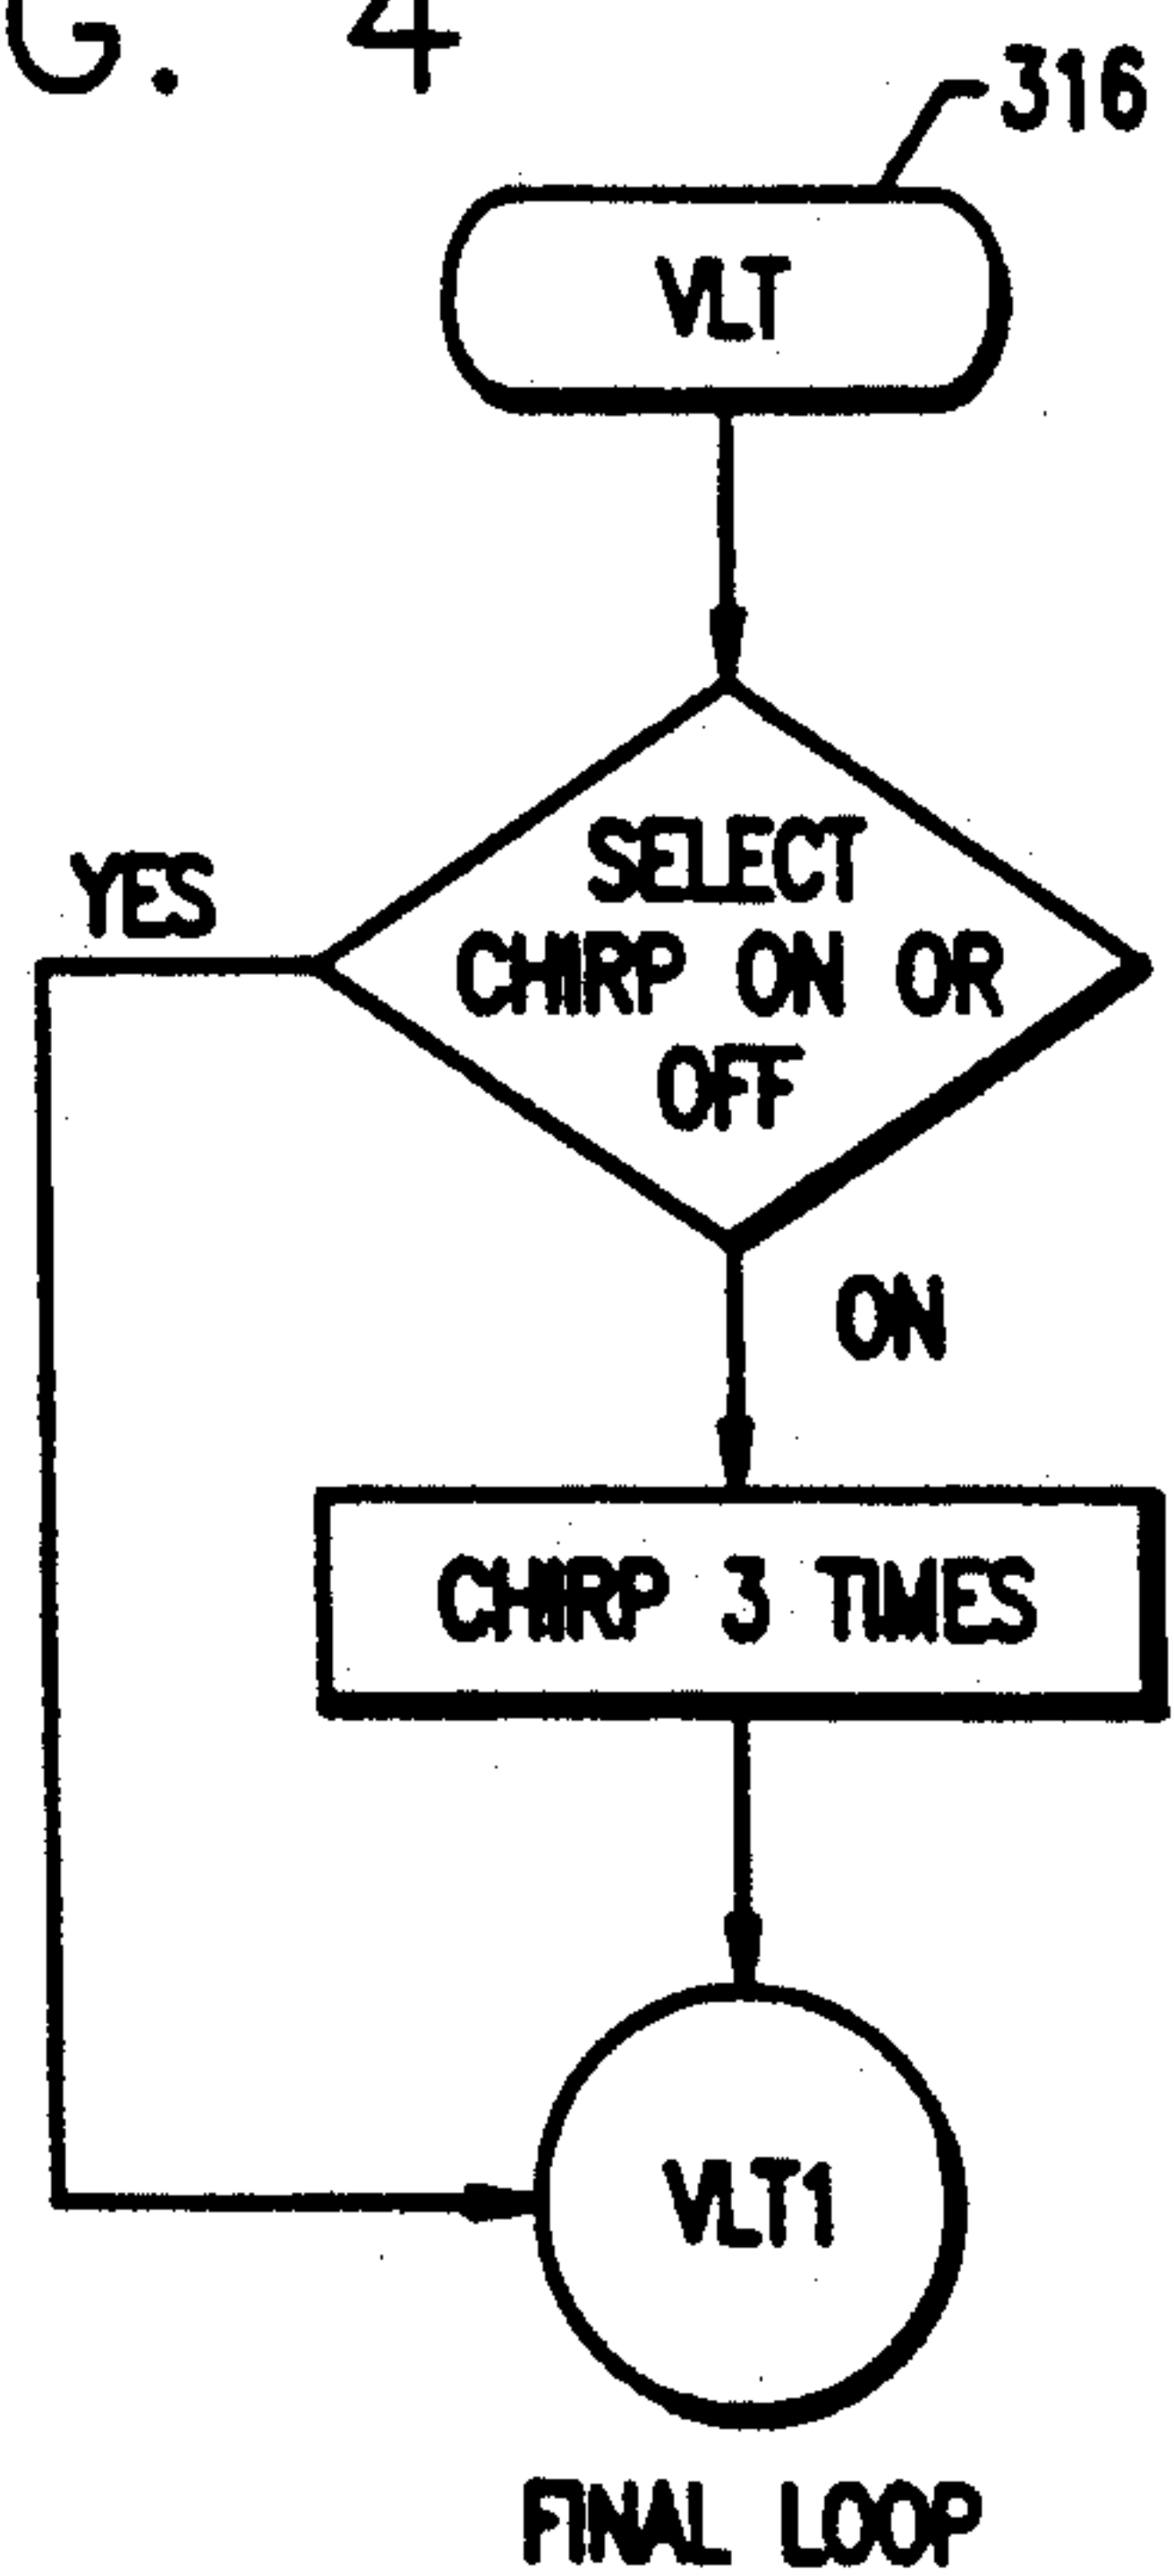 G. 4
316
VLT
SELECT
CHIRP ON OR
OFF
YES
ON
CHIRP 3 TIMES
VLT1
FINAL LOOP